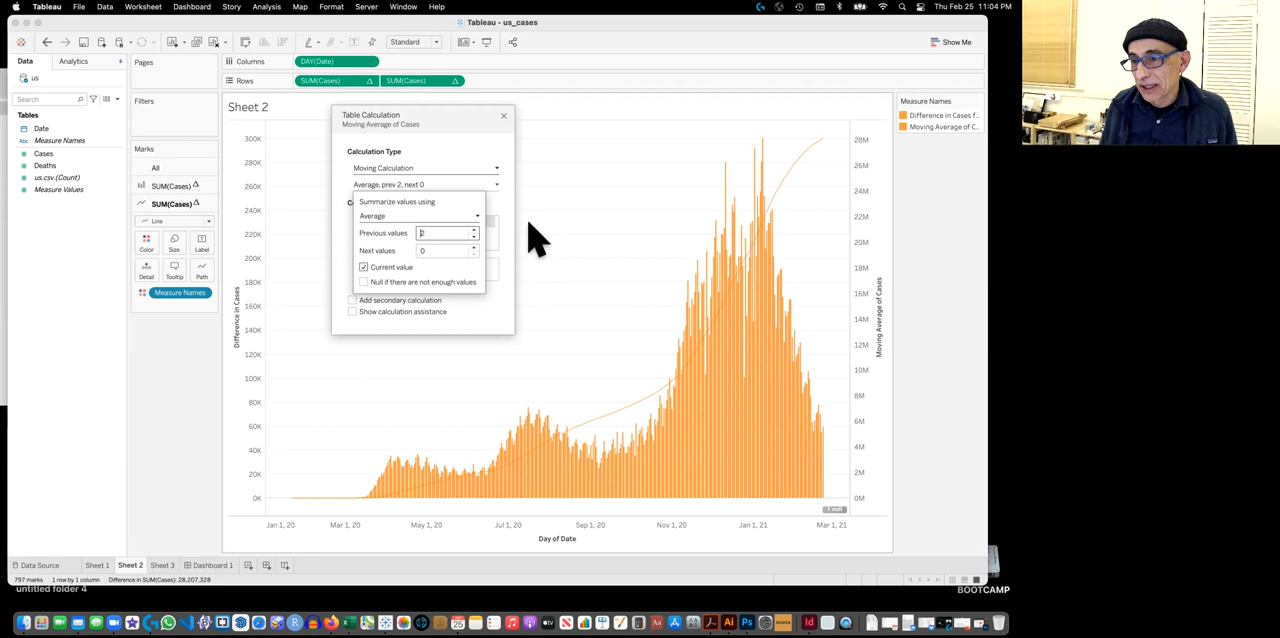 Tableau File Data Worksheet Dashboard Story Analysis Map Format Server Window Help Thu Feb 25 11:04 PM
Tableau - us_cases
Standard
Show Me
Data Analytics
Pages
Columns DAY(Date)
us
Rows SUM(Cases) SUM(Cases)
Search
Filters
Sheet 2
Tables
Date
Measure Names
Cases
Deaths
us.csv (Count)
Measure Values
Marks
All
SUM(Cases)
SUM(Cases)
Line
Color Size Label
Detail Tooltip Path
Measure Names
Table Calculation
Moving Average of Cases
Calculation Type
Moving Calculation
Average, prev 2, next 0
Summarize values using
Average
Previous values 2
Next values 0
Current value
Null if there are not enough values
Add secondary calculation
Show calculation assistance
Measure Names
Difference in Cases f..
Moving Average of C..
300K
280K
260K
240K
220K
200K
180K
160K
140K
120K
100K
80K
60K
40K
20K
0K
Difference in Cases
28M
26M
24M
22M
20M
18M
16M
14M
12M
10M
8M
6M
4M
2M
0M
Moving Average of Cases
1 null
Jan 1, 20 Mar 1, 20 May 1, 20 Jul 1, 20 Sep 1, 20 Nov 1, 20 Jan 1, 21 Mar 1, 21
Day of Date
Data Source Sheet 1 Sheet 2 Sheet 3 Dashboard 1
797 marks 1 row by 1 column Difference in SUM(Cases): 28,207,328
untitled folder 4
BOOTCAMP